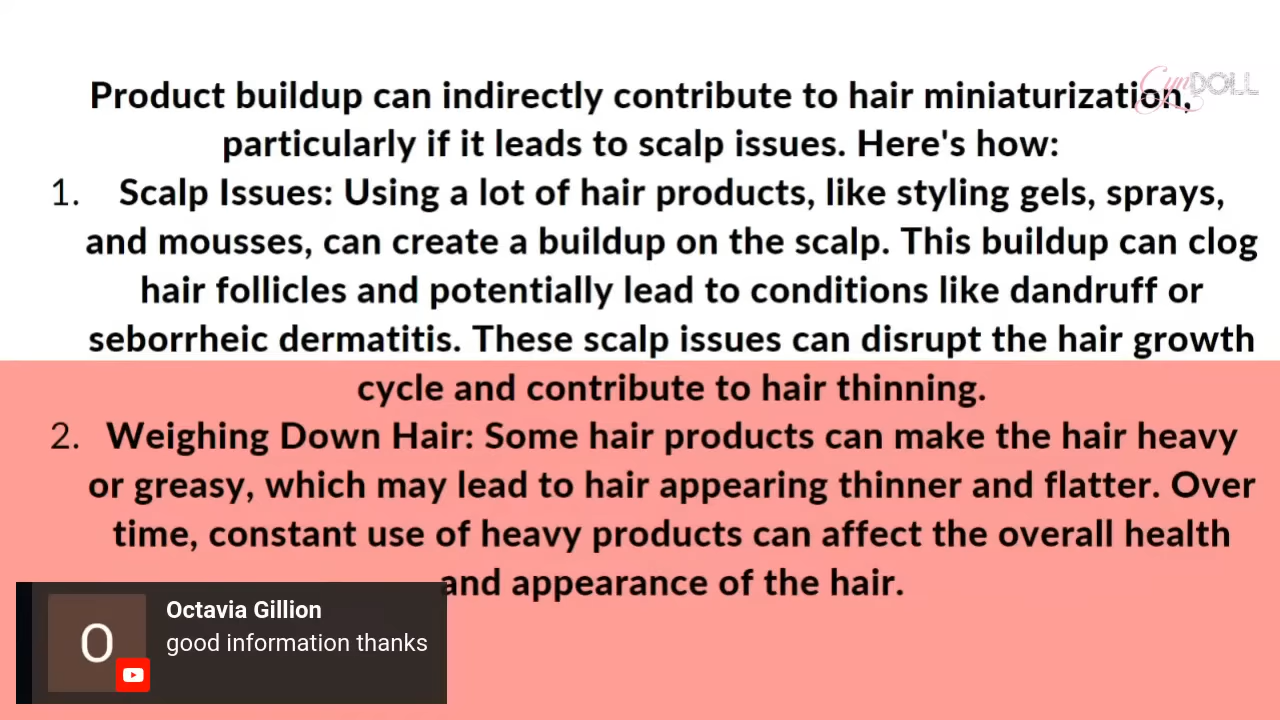 CynDOLL
Product buildup can indirectly contribute to hair miniaturization,
particularly if it leads to scalp issues. Here's how:
1. Scalp Issues: Using a lot of hair products, like styling gels, sprays,
and mousses, can create a buildup on the scalp. This buildup can clog
hair follicles and potentially lead to conditions like dandruff or
seborrheic dermatitis. These scalp issues can disrupt the hair growth
cycle and contribute to hair thinning.
2. Weighing Down Hair: Some hair products can make the hair heavy
or greasy, which may lead to hair appearing thinner and flatter. Over
time, constant use of heavy products can affect the overall health
and appearance of the hair.
O
Octavia Gillion
good information thanks